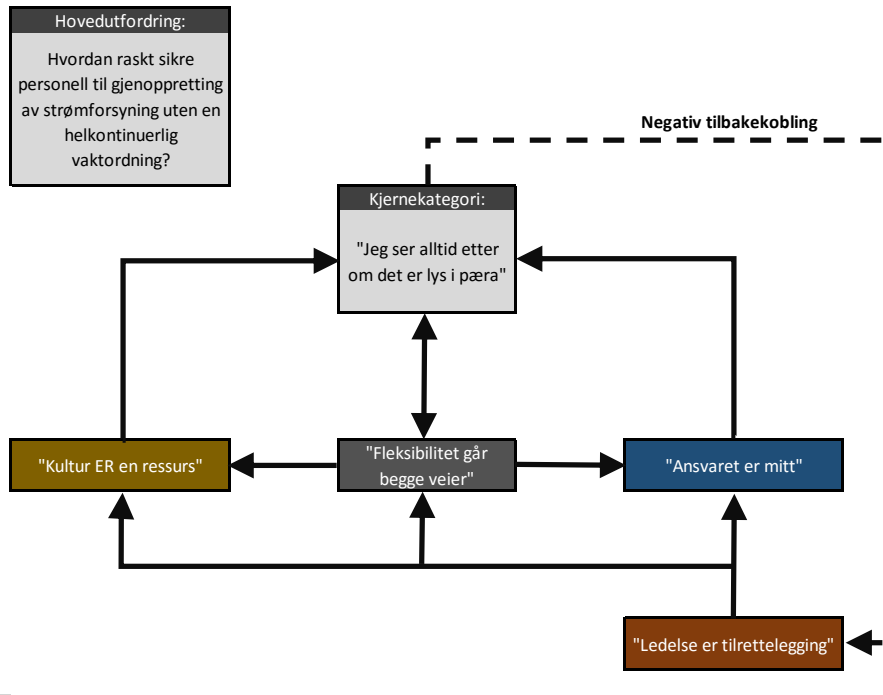 Hovedutfordring:
Hvordan raskt sikre
personell til gjenoppretting
av strømforsyning uten en
helkontinuerlig
vaktordning?
Negativ tilbakekobling
Kjernekategori:
"Jeg ser alltid etter
om det er lys i pæra"
"Kultur ER en ressurs"
"Fleksibilitet går
begge veier"
"Ansvaret er mitt"
"Ledelse er tilrettelegging"